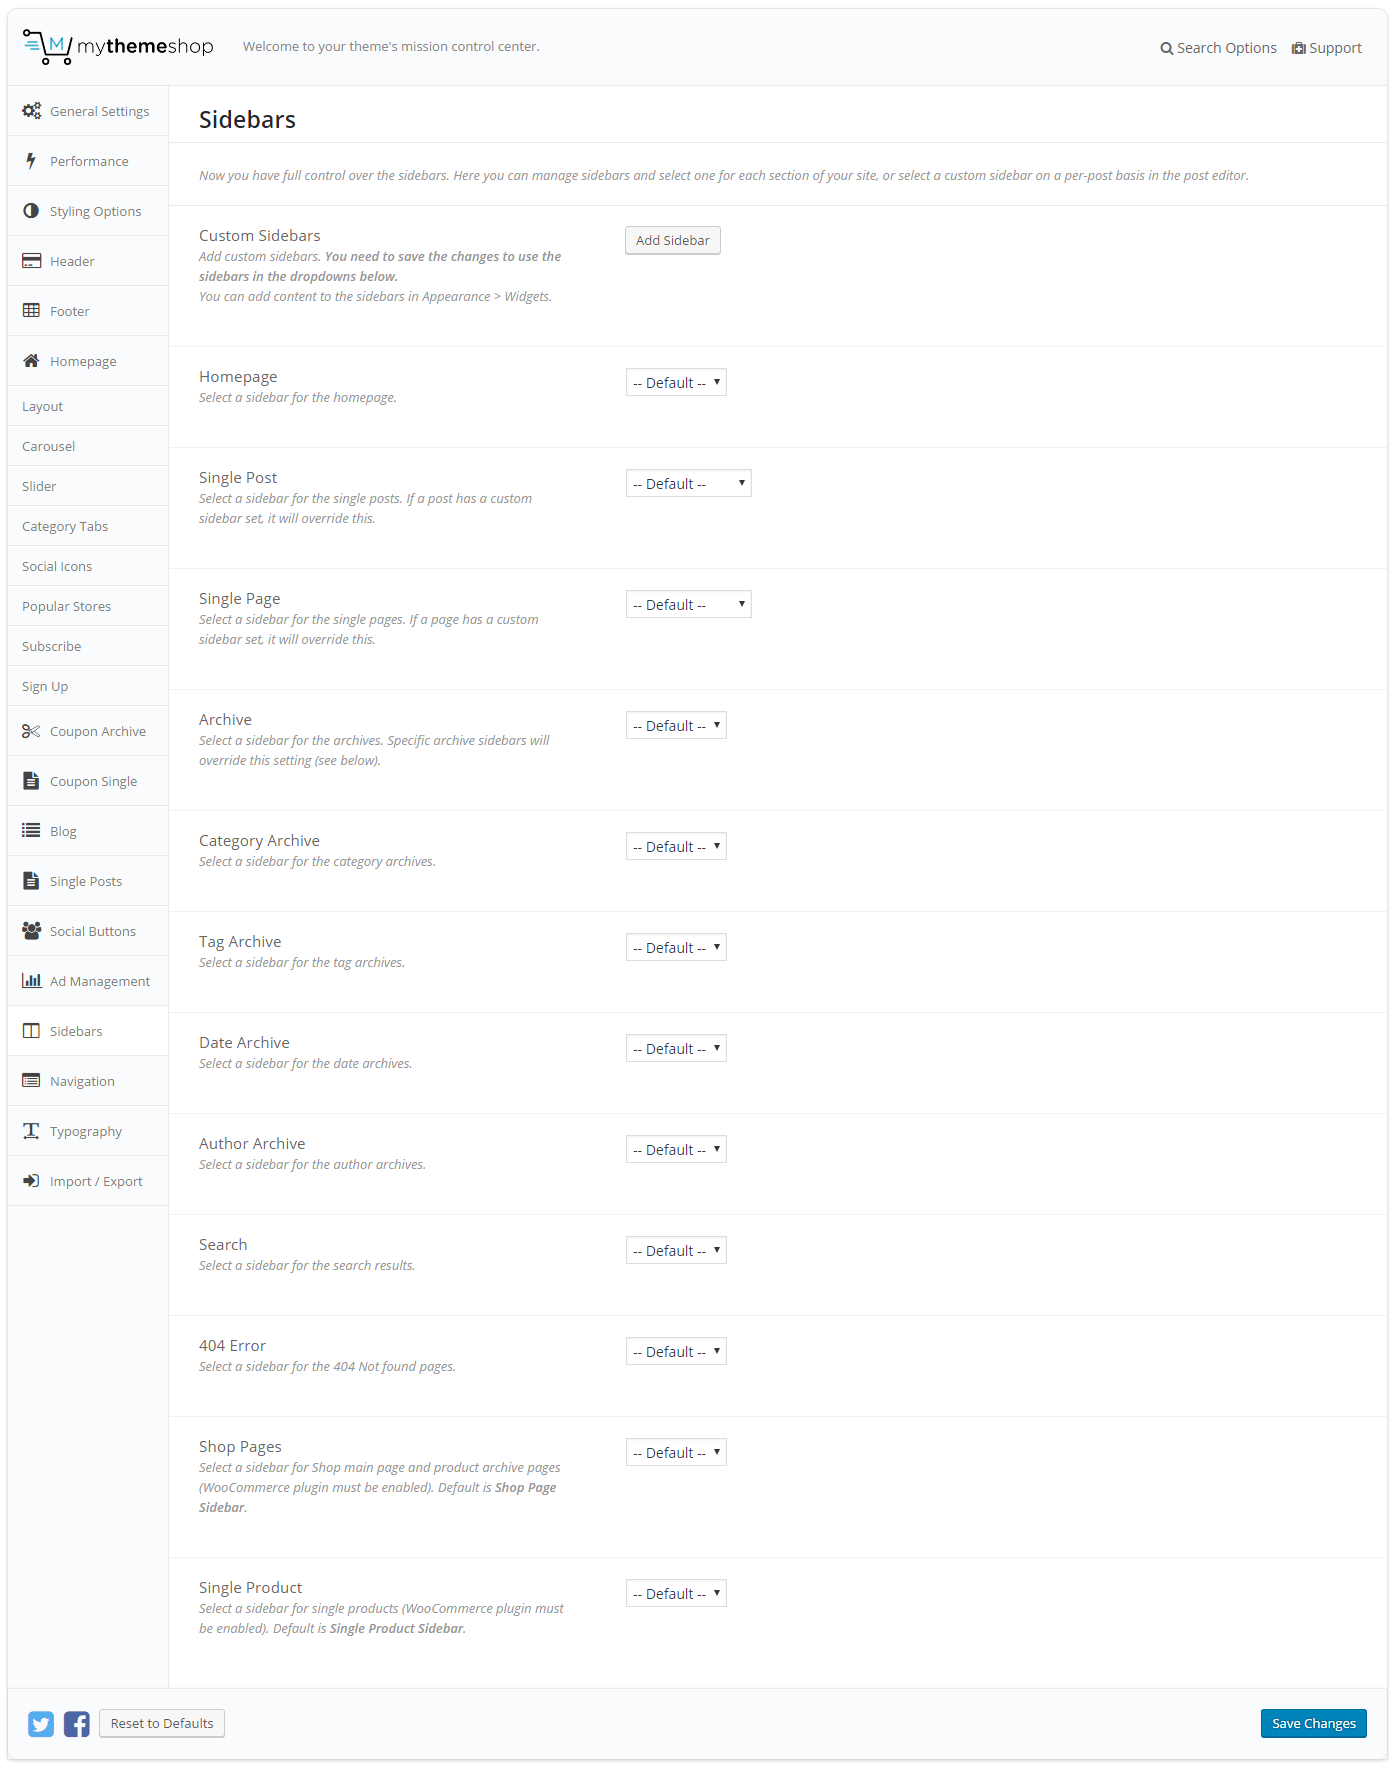 M mythemeshop
Welcome to your theme's mission control center.
Search Options
Support
General Settings
Performance
Styling Options
Header
Footer
Homepage
Layout
Carousel
Slider
Category Tabs
Social Icons
Popular Stores
Subscribe
Sign Up
Coupon Archive
Coupon Single
Blog
Single Posts
Social Buttons
Ad Management
Sidebars
Navigation
Typography
Import / Export
Sidebars
Now you have full control over the sidebars. Here you can manage sidebars and select one for each section of your site, or select a custom sidebar on a per-post basis in the post editor.
Custom Sidebars
Add custom sidebars. You need to save the changes to use the
sidebars in the dropdowns below.
You can add content to the sidebars in Appearance > Widgets.
Add Sidebar
Homepage
Select a sidebar for the homepage.
-- Default --
Single Post
Select a sidebar for the single posts. If a post has a custom
sidebar set, it will override this.
-- Default --
Single Page
Select a sidebar for the single pages. If a page has a custom
sidebar set, it will override this.
-- Default --
Archive
Select a sidebar for the archives. Specific archive sidebars will
override this setting (see below).
-- Default --
Category Archive
Select a sidebar for the category archives.
-- Default --
Tag Archive
Select a sidebar for the tag archives.
-- Default --
Date Archive
Select a sidebar for the date archives.
-- Default --
Author Archive
Select a sidebar for the author archives.
-- Default --
Search
Select a sidebar for the search results.
-- Default --
404 Error
Select a sidebar for the 404 Not found pages.
-- Default --
Shop Pages
Select a sidebar for Shop main page and product archive pages
(WooCommerce plugin must be enabled). Default is Shop Page
Sidebar.
-- Default --
Single Product
Select a sidebar for single products (WooCommerce plugin must
be enabled). Default is Single Product Sidebar.
-- Default --
Reset to Defaults
Save Changes